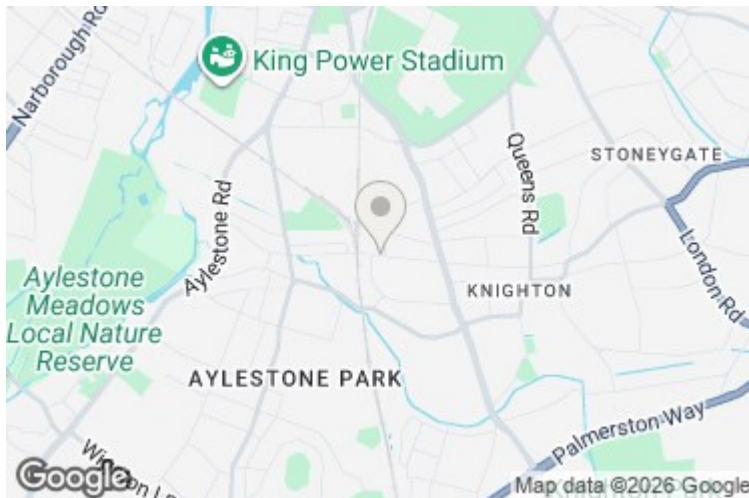 Narborough Rd
King Power Stadium
Queens Rd
STONEYGATE
Aylestone Rd
London Rd
KNIGHTON
Aylestone
Meadows
Local Nature
Reserve
AYLESTONE PARK
Palmerston Way
Google
Map data ©2026 Google